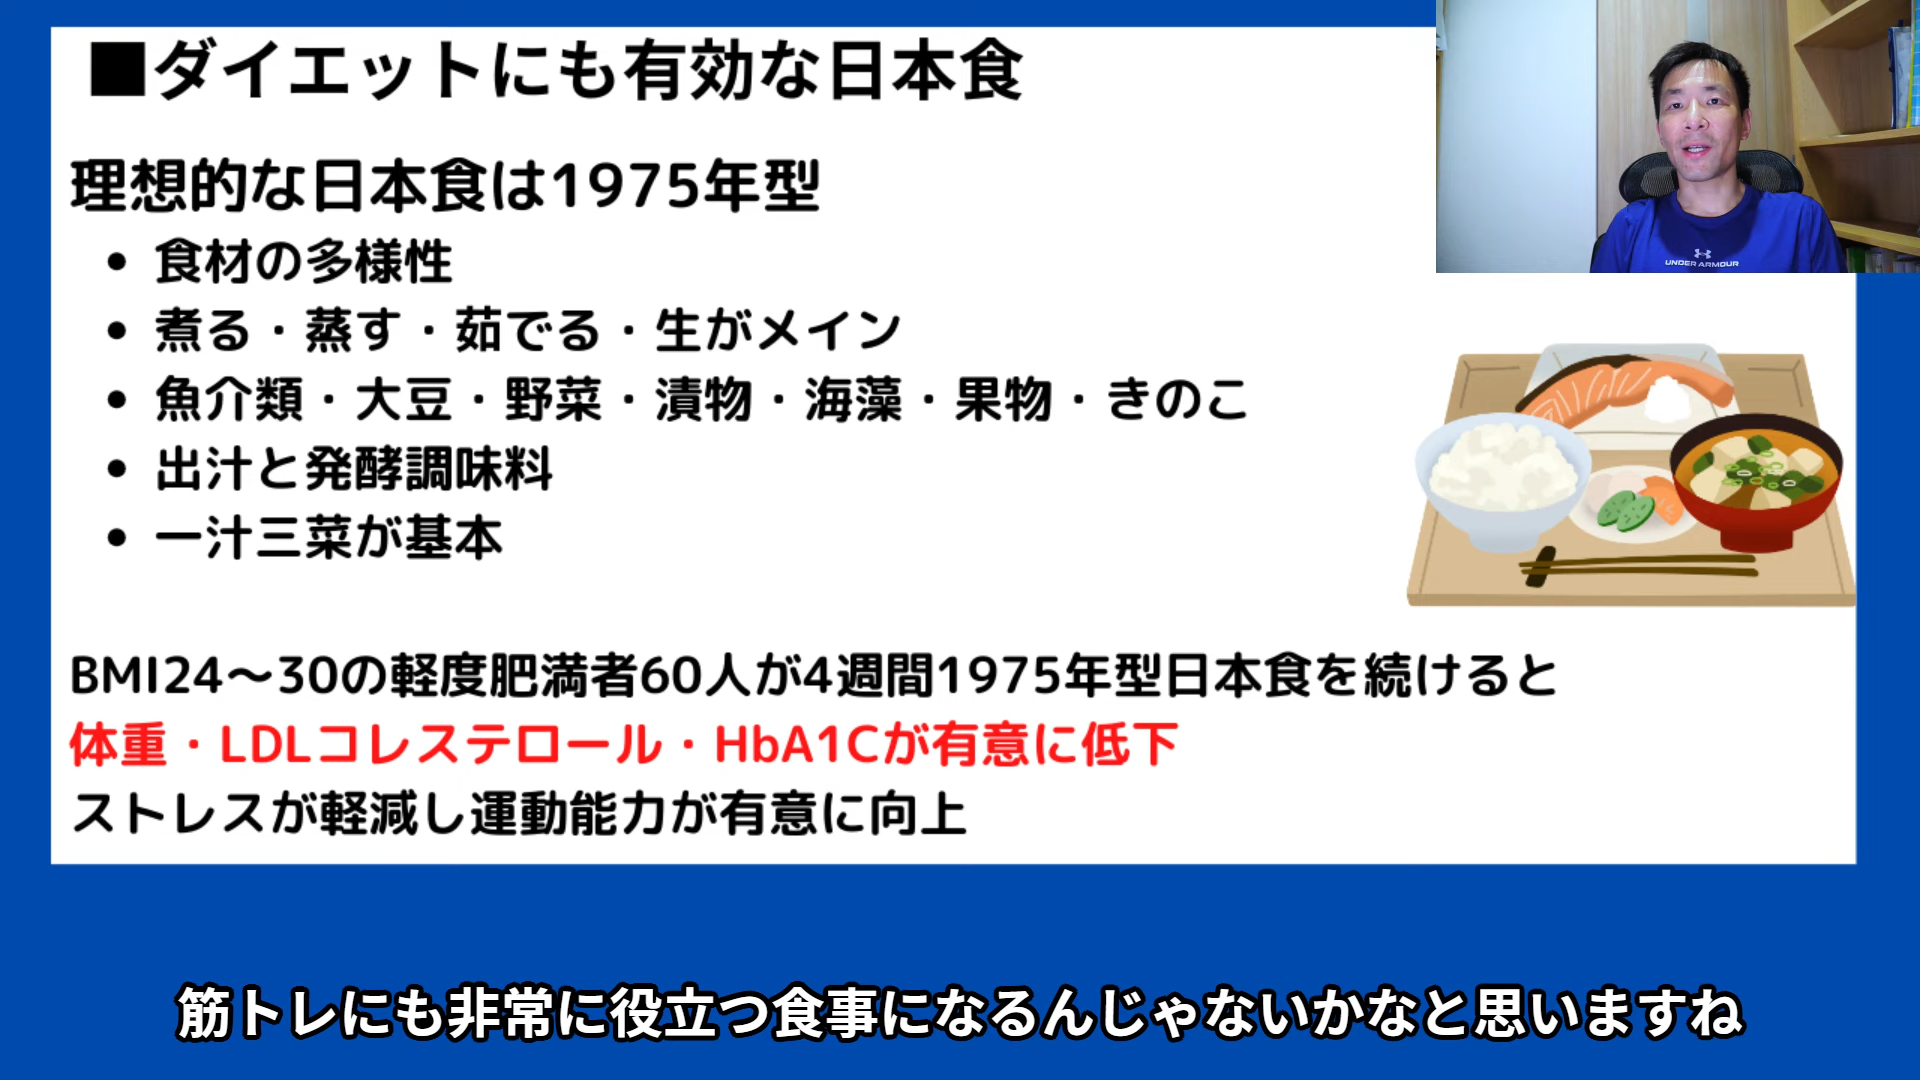 ■ダイエットにも有効な日本食
理想的な日本食は1975年型
• 食材の多様性
• 煮る・蒸す・茹でる・生がメイン
• 魚介類・大豆・野菜・漬物・海藻・果物・きのこ
• 出汁と発酵調味料
• 一汁三菜が基本
BMI24〜30の軽度肥満者60人が4週間1975年型日本食を続けると
体重・LDLコレステロール・HbA1Cが有意に低下
ストレスが軽減し運動能力が有意に向上
UNDER ARMOUR
筋トレにも非常に役立つ食事になるんじゃないかなと思いますね